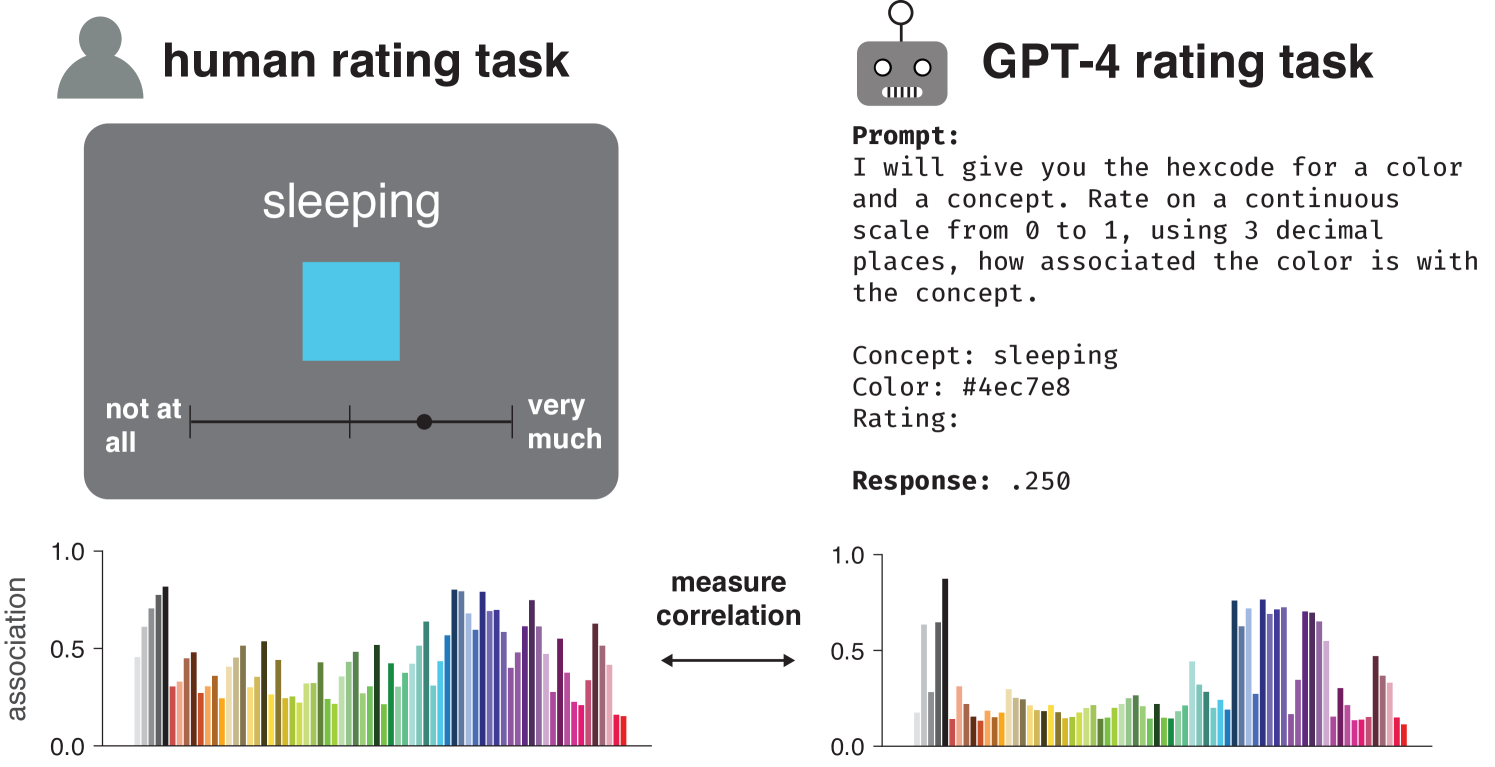 human rating task
sleeping
not at
all
very
much
GPT-4 rating task
Prompt:
I will give you the hexcode for a color
and a concept. Rate on a continuous
scale from 0 to 1, using 3 decimal
places, how associated the color is with
the concept.
Concept: sleeping
Color: #4ec7e8
Rating:
Response: .250
association
1.0
0.5
0.0
measure
correlation
1.0
0.5
0.0